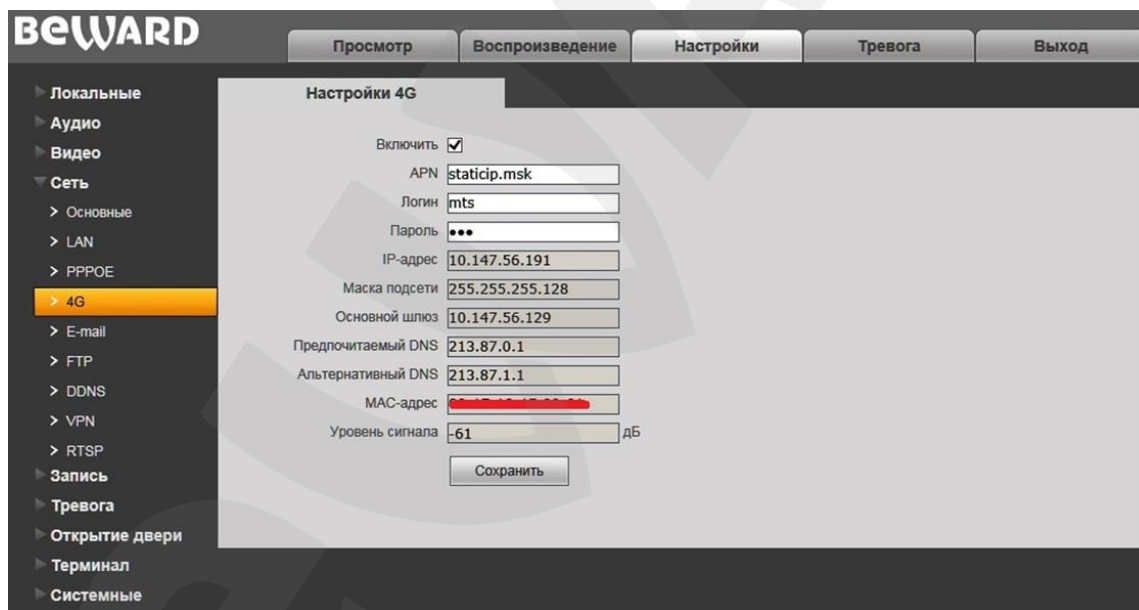 BEWARD
Просмотр Воспроизведение Настройки Тревога Выход
Локальные
Аудио
Видео
Сеть
> Основные
> LAN
> PPPOE
> 4G
> E-mail
> FTP
> DDNS
> VPN
> RTSP
Запись
Тревога
Открытие двери
Терминал
Системные
Настройки 4G
Включить
APN staticip.msk
Логин mts
Пароль •••
IP-адрес 10.147.56.191
Маска подсети 255.255.255.128
Основной шлюз 10.147.56.129
Предпочитаемый DNS 213.87.0.1
Альтернативный DNS 213.87.1.1
MAC-адрес
Уровень сигнала -61 дБ
Сохранить